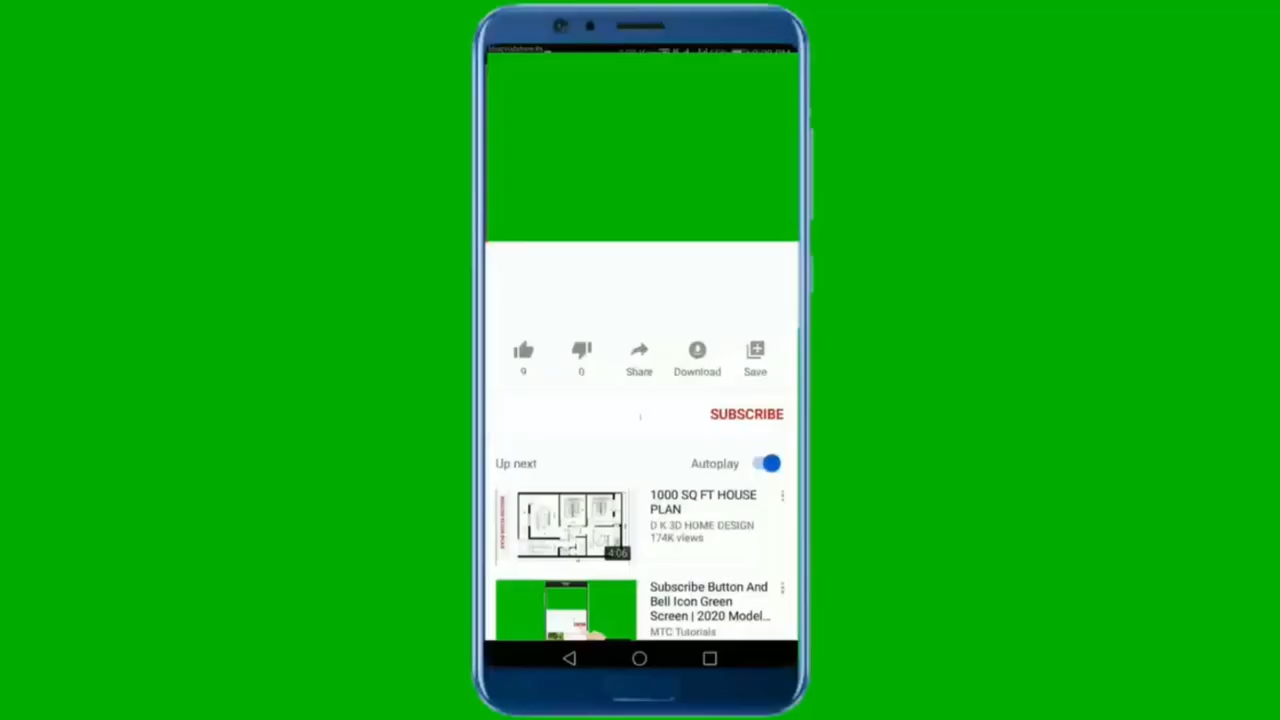 9
0
Share
Download
Save
SUBSCRIBE
Up next
Autoplay
1000 SQ FT HOUSE
PLAN
D K 3D HOME DESIGN
174K views
4:06
Subscribe Button And
Bell Icon Green
Screen | 2020 Model...
MTC Tutorials